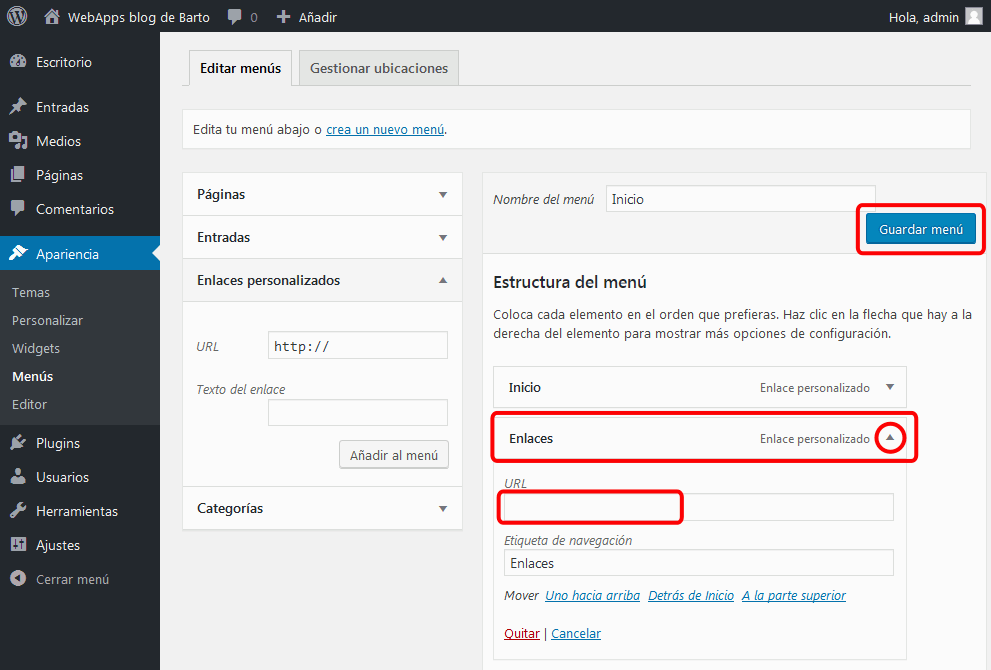 WebApps blog de Barto 0 Añadir Hola, admin
Escritorio
Entradas
Medios
Páginas
Comentarios
Apariencia
Temas
Personalizar
Widgets
Menús
Editor
Plugins
Usuarios
Herramientas
Ajustes
Cerrar menú
Editar menús Gestionar ubicaciones
Edita tu menú abajo o crea un nuevo menú.
Páginas
Entradas
Enlaces personalizados
URL http://
Texto del enlace
Añadir al menú
Categorías
Nombre del menú Inicio
Guardar menú
Estructura del menú
Coloca cada elemento en el orden que prefieras. Haz clic en la flecha que hay a la
derecha del elemento para mostrar más opciones de configuración.
Inicio Enlace personalizado
Enlaces Enlace personalizado
URL
Etiqueta de navegación
Enlaces
Mover Uno hacia arriba Detrás de Inicio A la parte superior
Quitar | Cancelar